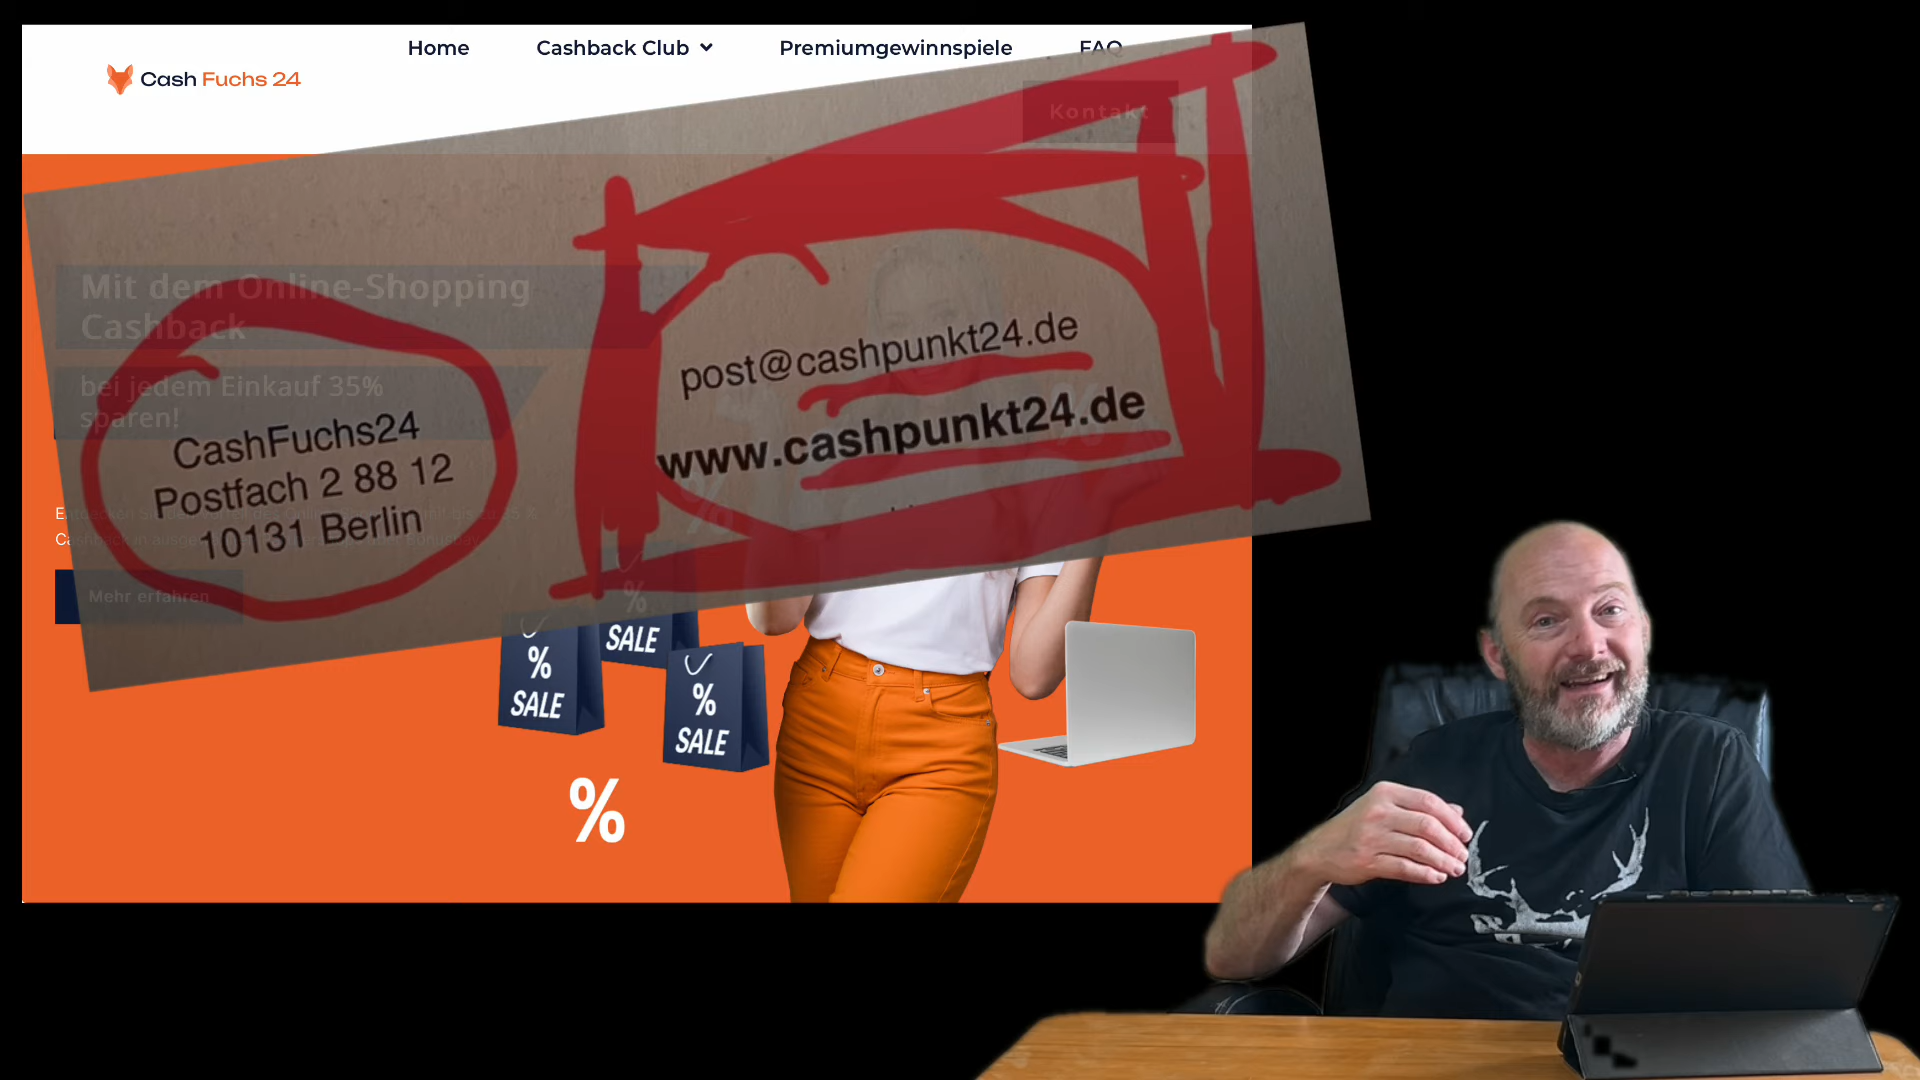 Home
Cashback Club
Premiumgewinnspiele
FAQ
Cash Fuchs 24
Kontakt
Mit dem Online-Shopping
Cashback
bei jedem Einkauf 35%
sparen!
post@cashpunkt24.de
www.cashpunkt24.de
CashFuchs24
Postfach 2 88 12
10131 Berlin
Mehr erfahren
%
%
%
SALE
%
SALE
%
SALE
%